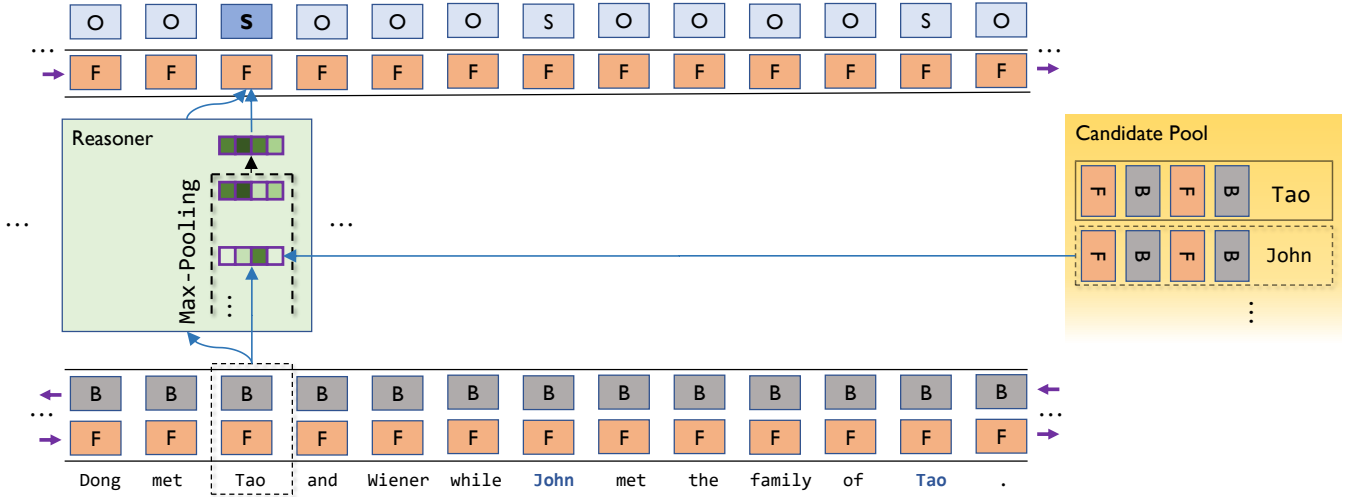 O O S O O O S O O O O S O
... ...
F F F F F F F F F F F F F
Reasoner
Max-Pooling
...
... ...
Candidate Pool
F B F B Tao
F B F B John
...
B B B B B B B B B B B B B
... ...
F F F F F F F F F F F F F
Dong met Tao and Wiener while John met the family of Tao .